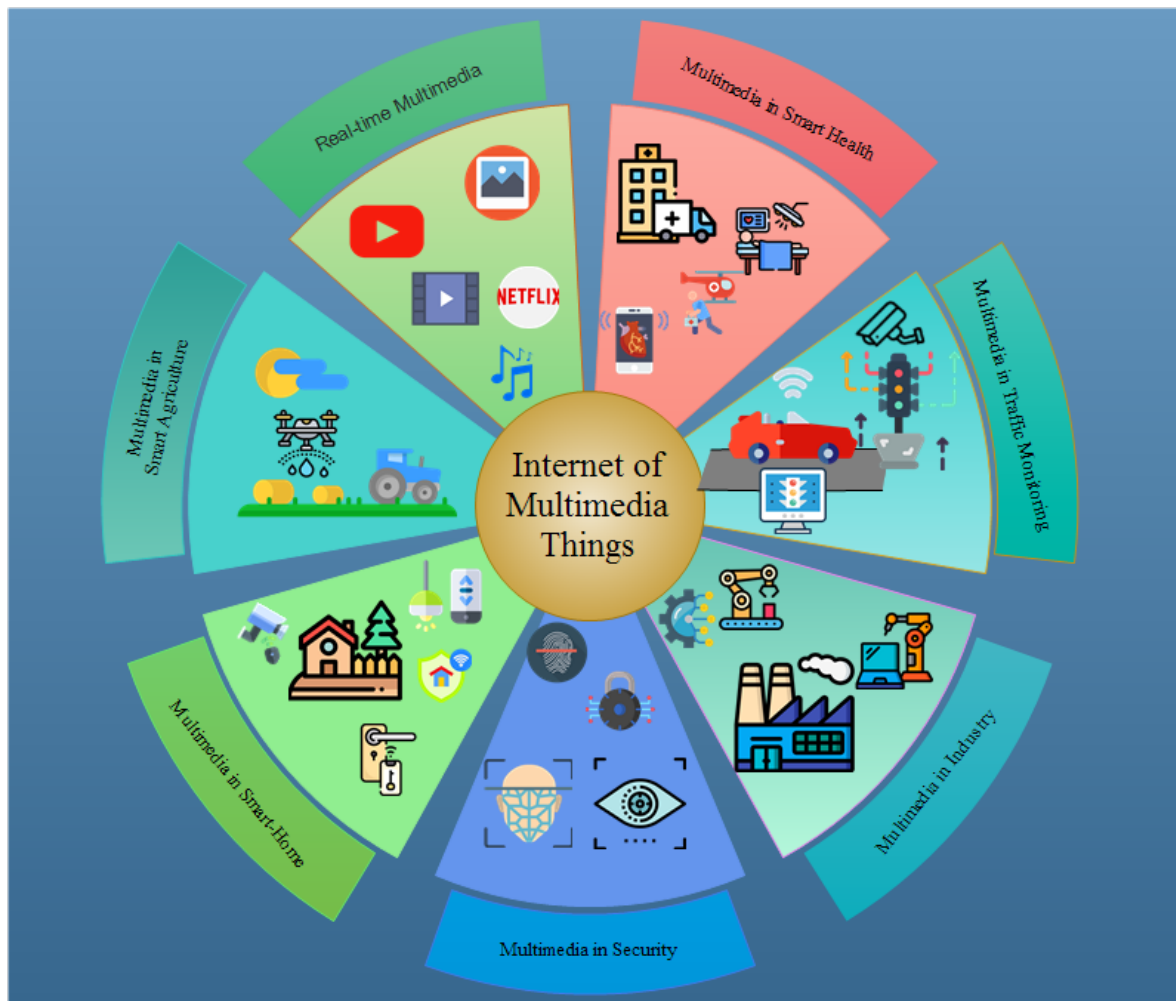 Real-time Multimedia
Multimedia in Smart Health
Multimedia in Traffic Monitoring
Multimedia in Industry
Multimedia in Security
Multimedia in Smart-Home
Multimedia in
Smart Agriculture
NETFLIX
Internet of
Multimedia
Things